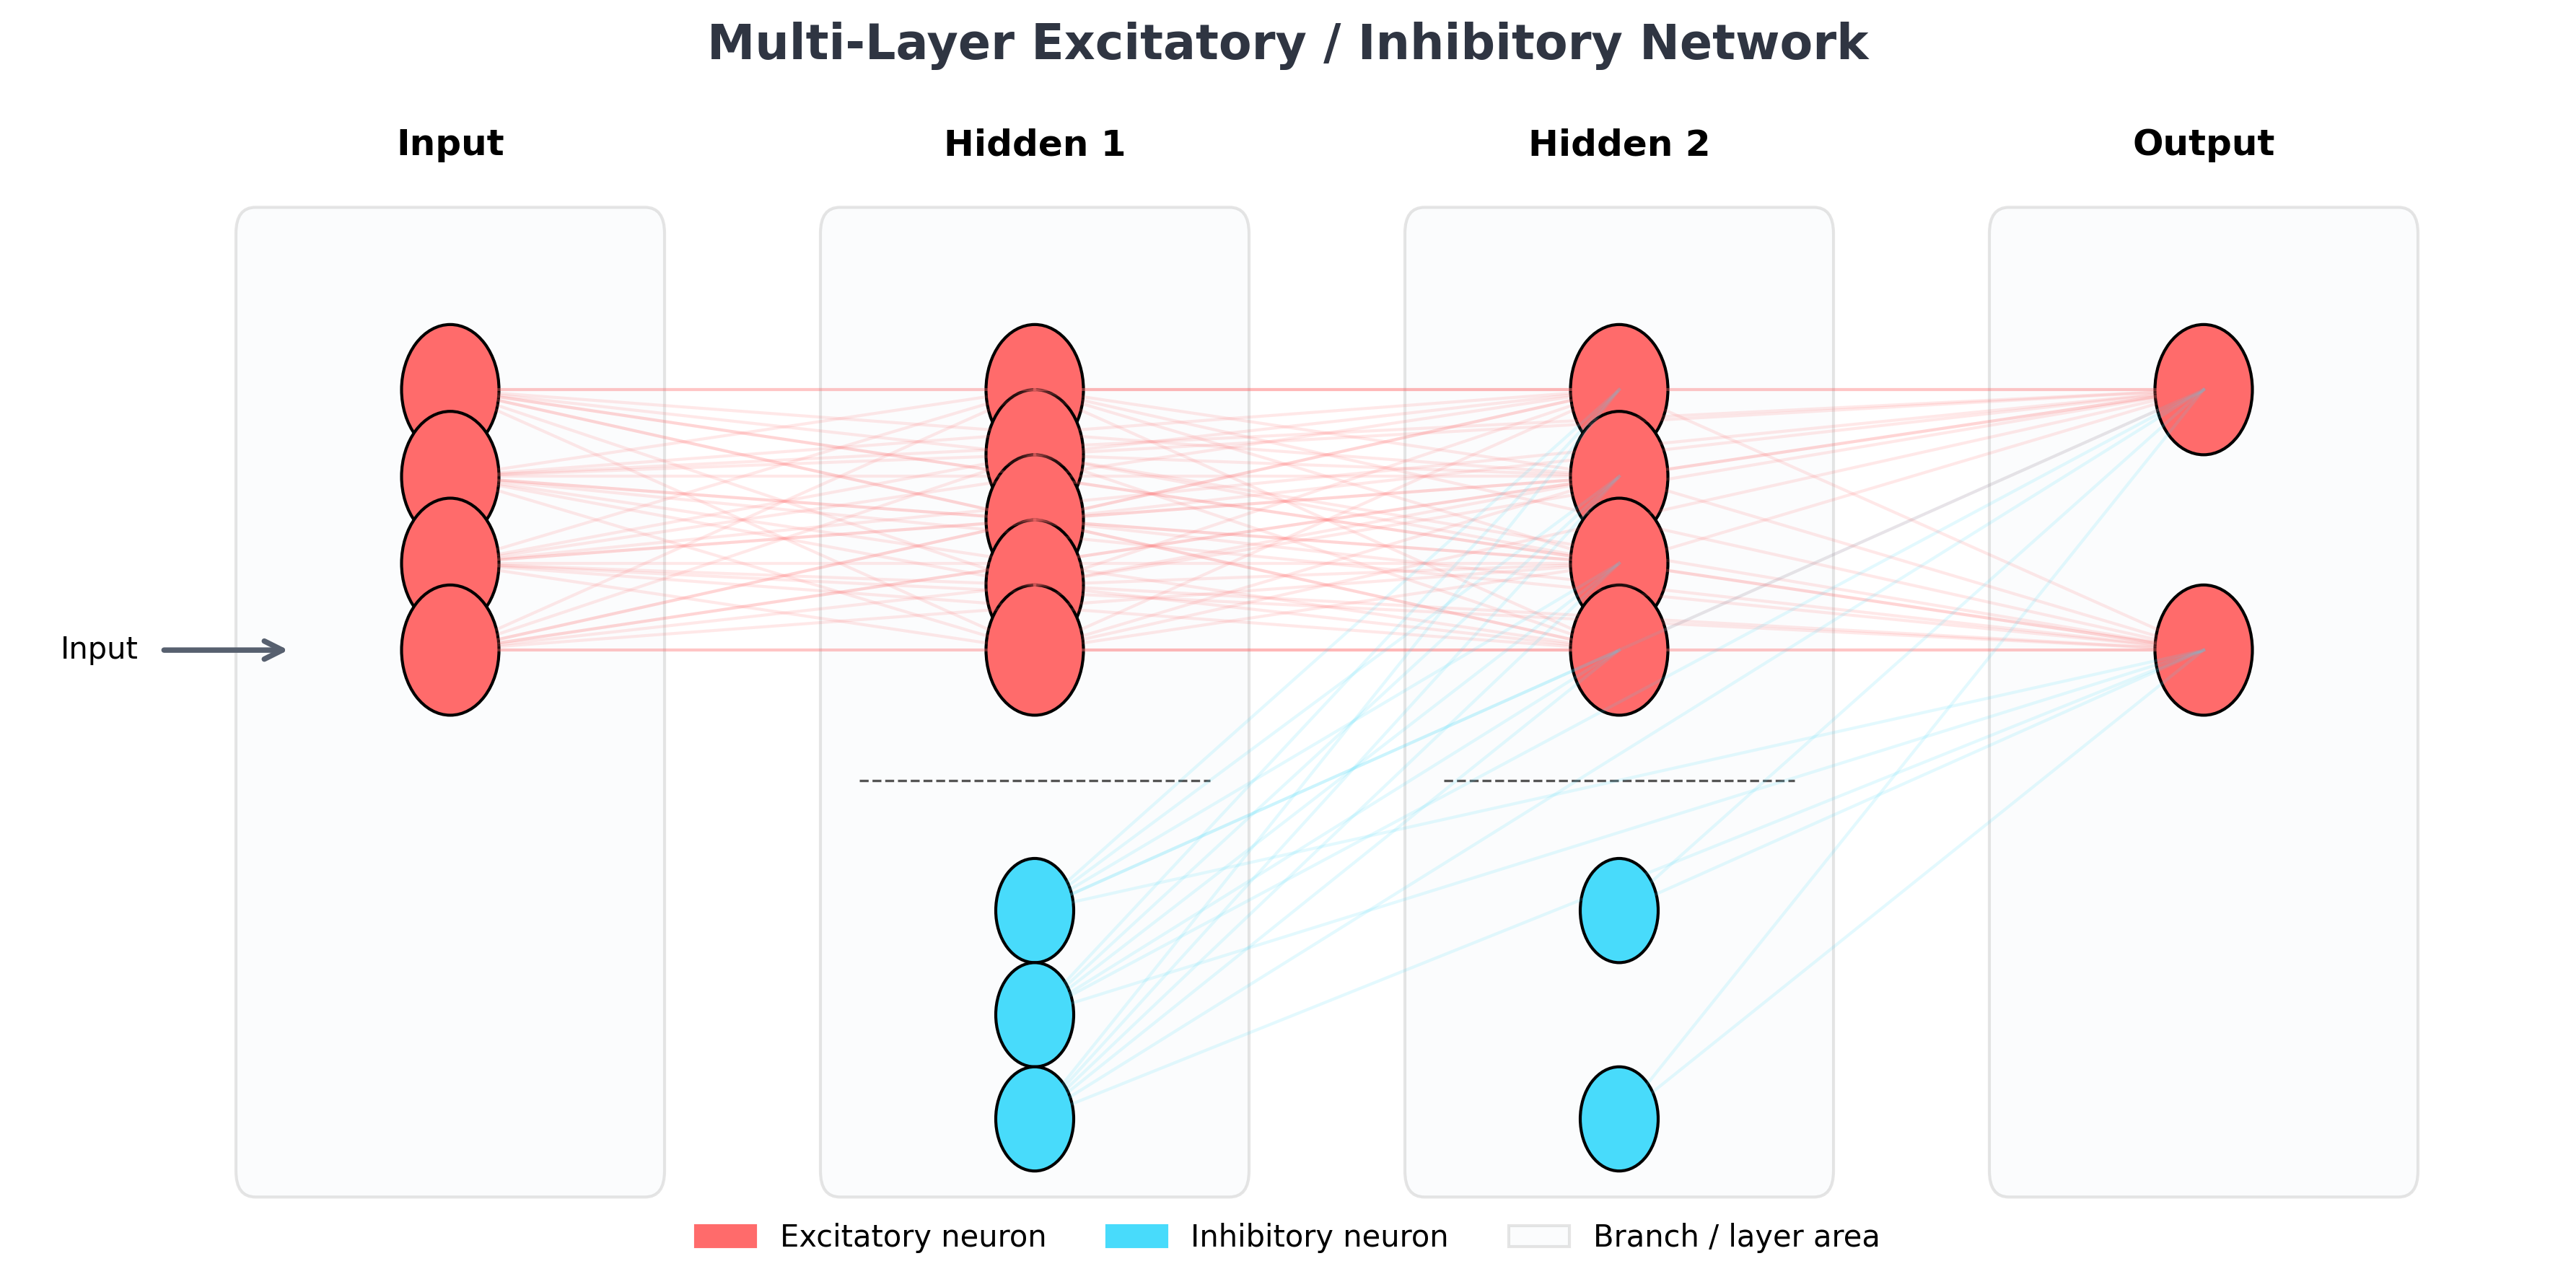 Multi-Layer Excitatory / Inhibitory Network
Input
Hidden 1
Hidden 2
Output
Input
Excitatory neuron
Inhibitory neuron
Branch / layer area